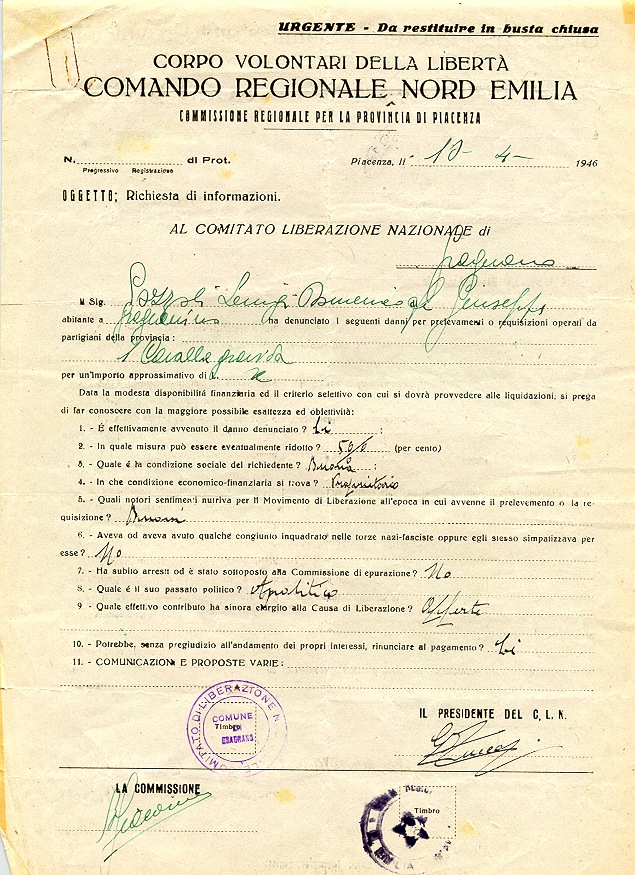 URGENTE - Da restituire in busta chiusa
CORPO VOLONTARI DELLA LIBERTÀ
COMANDO REGIONALE NORD EMILIA
COMMISSIONE REGIONALE PER LA PROVINCIA DI PIACENZA
N. di Prot.
Progressivo Registrazione
Piacenza, li 10 - 4 - 1946
OGGETTO: Richiesta di informazioni.
AL COMITATO LIBERAZIONE NAZIONALE di
Gragnano
Il Sig. Luigi di Giuseppe
abitante a Gragnanino ha denunciato i seguenti danni per prelevamenti o requisizioni operati da
partigiani della provincia:
1 Cavalla gravida
per un'importo approssimativo di L.
Data la modesta disponibilità finanziaria ed il criterio selettivo con cui si dovrà provvedere alle liquidazioni, si prega
di far conoscere con la maggiore possibile esattezza ed obiettività:
1. - É effettivamente avvenuto il danno denunciato? Si :
2. - In quale misura può essere eventualmente ridotto? 50% (per cento)
3. - Quale é la condizione sociale del richiedente? Buona :
4. - In che condizione economico-finanziaria si trova? Proprietario
5. - Quali notori sentimenti nutriva per il Movimento di Liberazione all'epoca in cui avvenne il prelevemento o la re-
quisizione? Buoni
6. - Aveva od aveva avuto qualche congiunto inquadrato nelle forze nazi-fasciste oppure egli stesso simpatizzava per
esse? No
7. - Ha subito arresti od è stato sottoposto alla Commissione di epurazione? No
8. - Quale é il suo passato politico? Apolitico
9 - Quale effettivo contributo ha sinora elergito alla Causa di Liberazione? Offerte
10. - Potrebbe, senza pregiudizio all'andamento dei propri interessi, rinunciare al pagamento? Si
11. - COMUNICAZIONI E PROPOSTE VARIE:
COMITATO DI LIBERAZIONE N
COMUNE
DI
GRAGNANO
Timbro
IL PRESIDENTE DEL C. L. N.
LA COMMISSIONE
Timbro